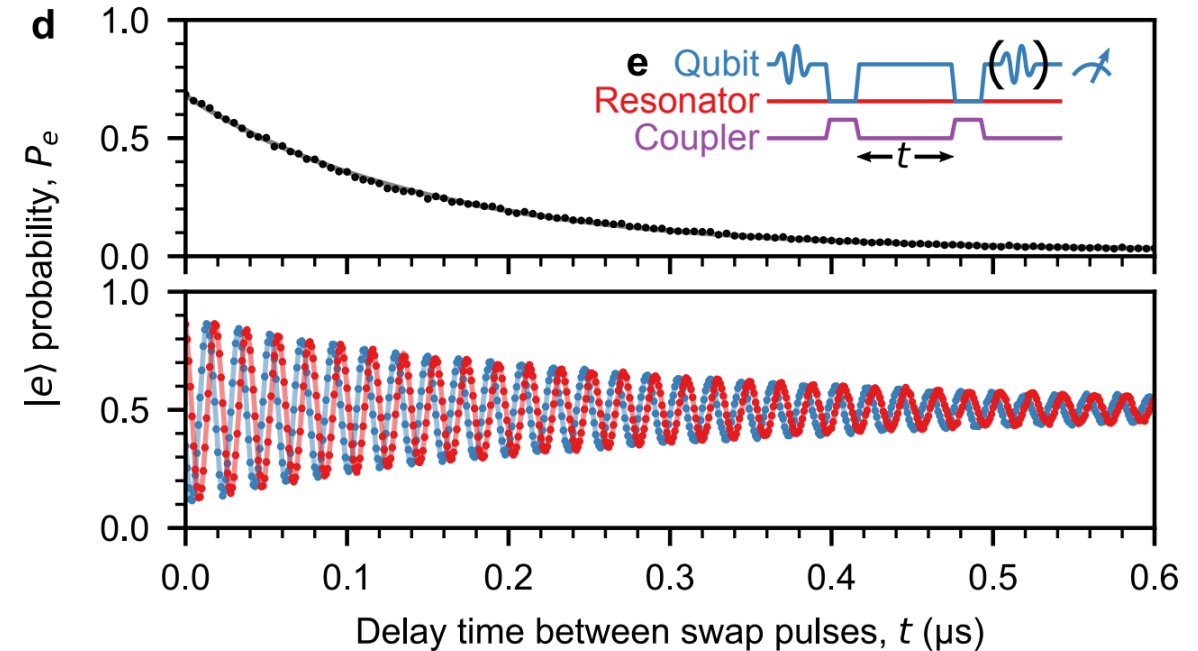 d
1.0
0.5
0.0
e Qubit
Resonator
Coupler
t
|e⟩ probability, Pₑ
1.0
0.5
0.0
0.0 0.1 0.2 0.3 0.4 0.5 0.6
Delay time between swap pulses, t (μs)